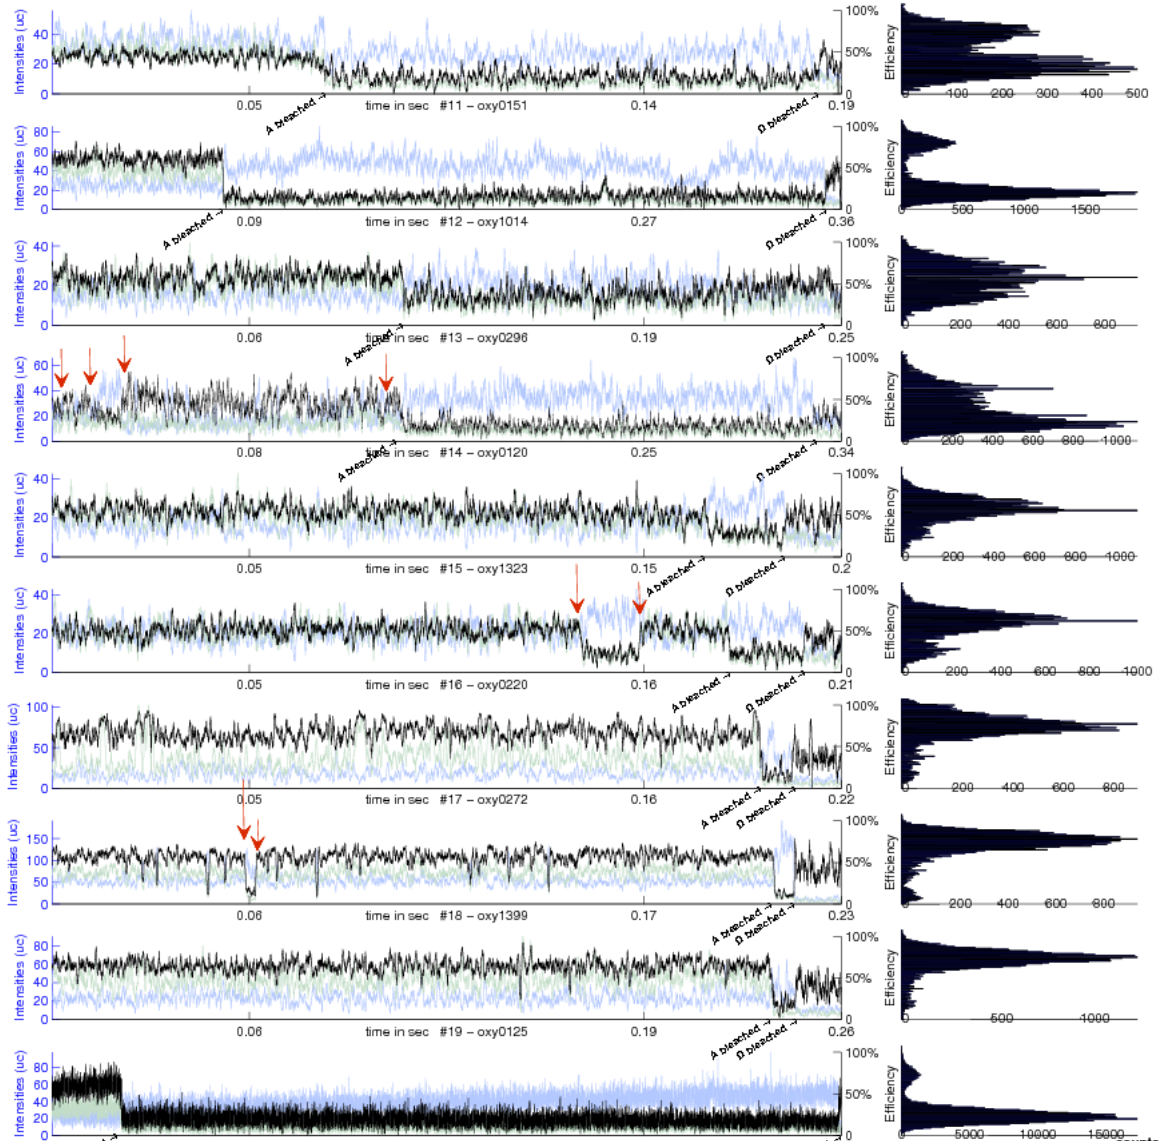 Intensities (uc) 40 20 0 100% 50% 0 Efficiency 0 100 200 300 400 500
0.05 A bleached → time in sec #11 - oxy0151 0.14 Ω bleached → 0.19
Intensities (uc) 80 60 40 20 0 100% 50% 0 Efficiency 0 500 1000 1500
0.09 A bleached → time in sec #12 - oxy1014 0.27 Ω bleached → 0.36
Intensities (uc) 40 20 0 100% 50% 0 Efficiency 0 200 400 600 800
0.06 A bleached → time in sec #13 - oxy0296 0.19 Ω bleached → 0.25
Intensities (uc) 60 40 20 0 100% 50% 0 Efficiency 200 400 600 800 1000
0.08 A bleached → time in sec #14 - oxy0120 0.25 Ω bleached → 0.34
Intensities (uc) 40 20 0 100% 50% 0 Efficiency 0 200 400 600 800 1000
0.05 time in sec #15 - oxy1323 0.15 A bleached → Ω bleached → 0.2
Intensities (uc) 40 20 0 100% 50% 0 Efficiency 200 400 600 800 1000
0.05 time in sec #16 - oxy0220 0.16 A bleached → Ω bleached → 0.21
Intensities (uc) 100 50 0 100% 50% 0 Efficiency 0 200 400 600 800
0.05 time in sec #17 - oxy0272 0.16 A bleached → Ω bleached → 0.22
Intensities (uc) 150 100 50 0 100% 50% 0 Efficiency 0 200 400 600 800
0.06 time in sec #18 - oxy1399 0.17 A bleached → Ω bleached → 0.23
Intensities (uc) 80 60 40 20 0 100% 50% 0 Efficiency 0 500 1000
0.06 time in sec #19 - oxy0125 0.19 A bleached → Ω bleached → 0.26
Intensities (uc) 80 60 40 20 0 100% 50% 0 Efficiency 0 5000 10000 15000